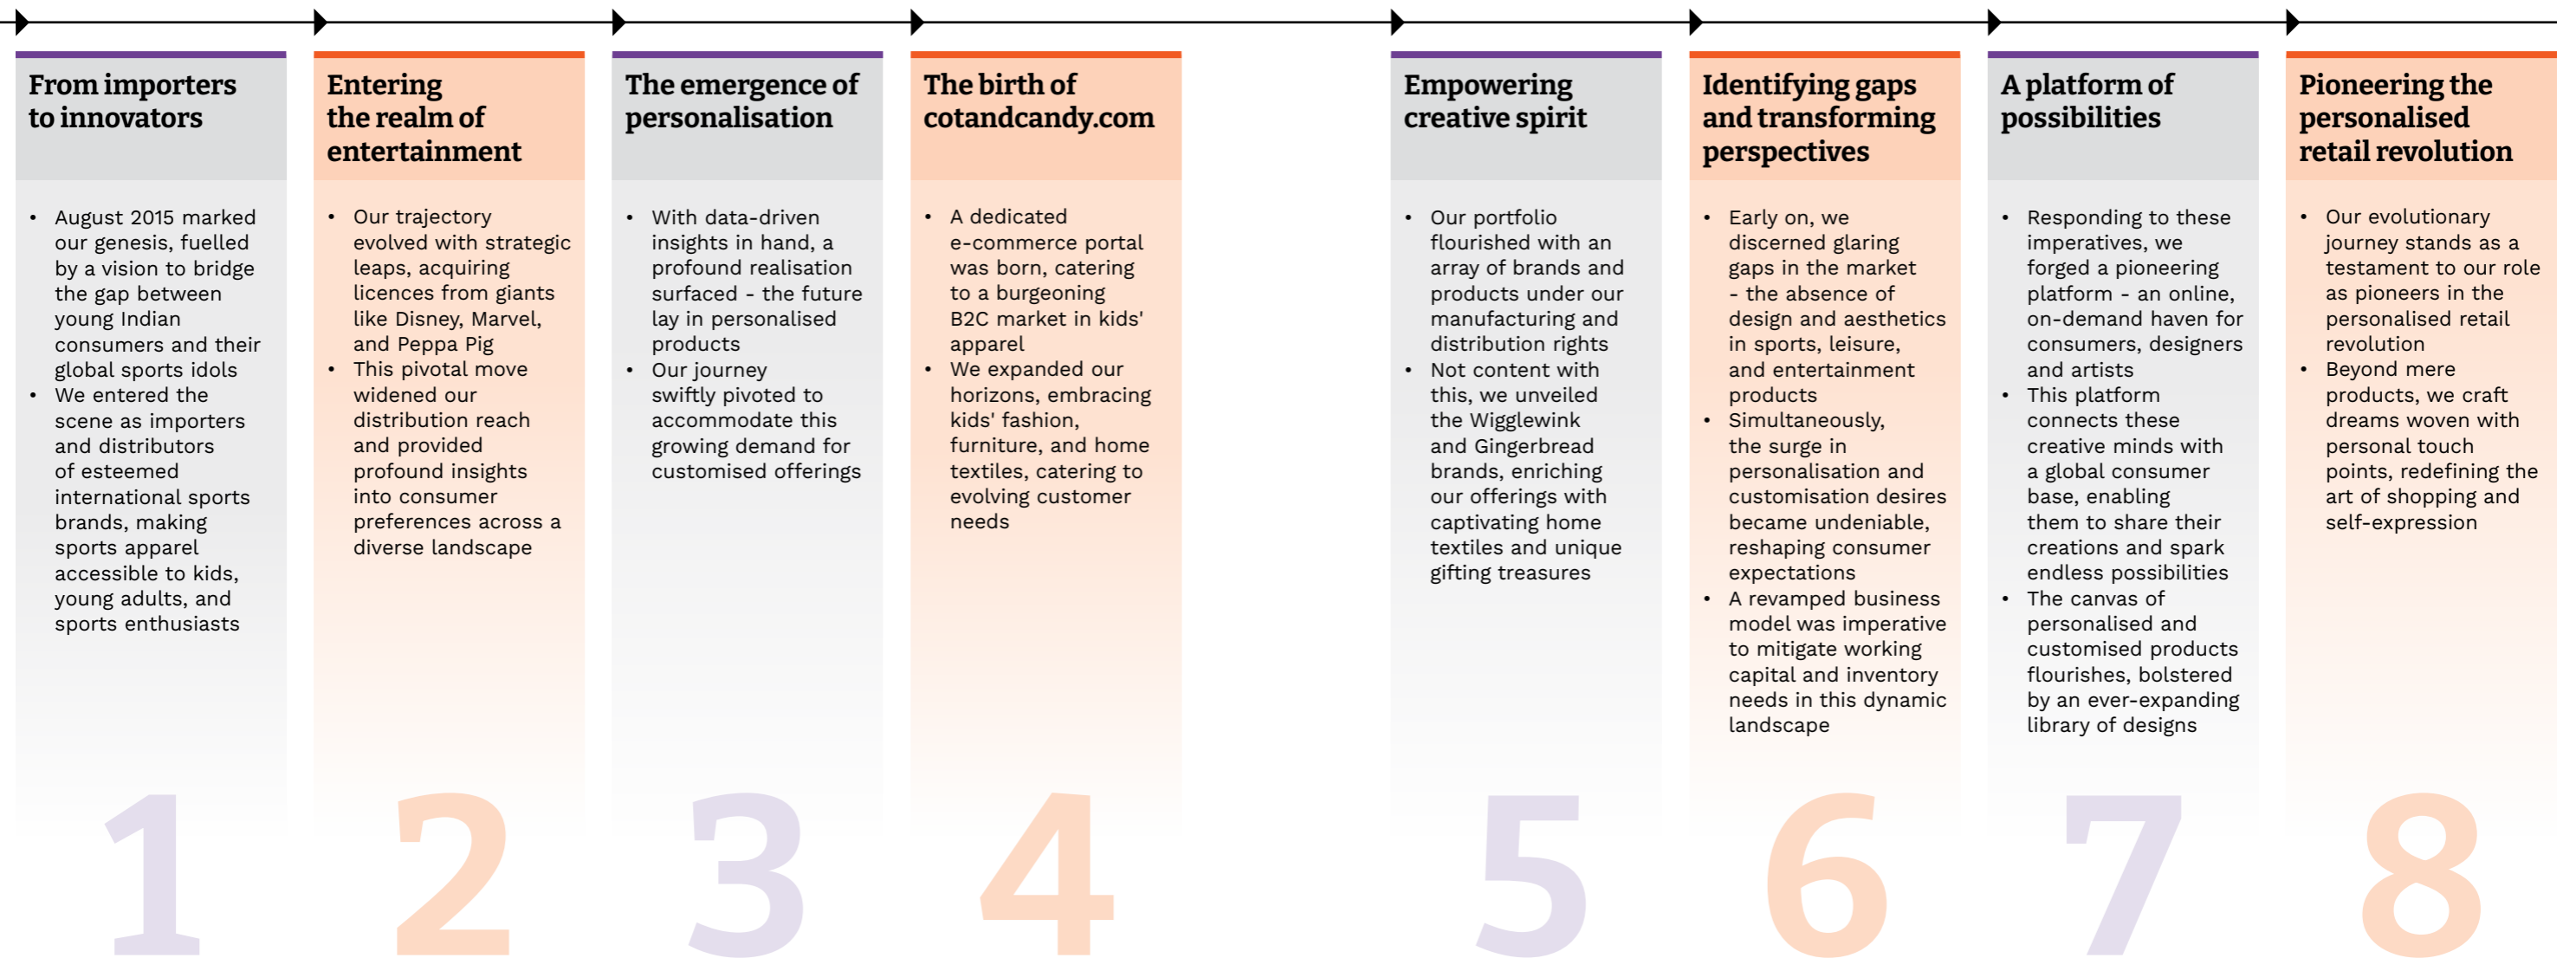 From importers
to innovators
• August 2015 marked
our genesis, fuelled
by a vision to bridge
the gap between
young Indian
consumers and their
global sports idols
• We entered the
scene as importers
and distributors
of esteemed
international sports
brands, making
sports apparel
accessible to kids,
young adults, and
sports enthusiasts
1
Entering
the realm of
entertainment
• Our trajectory
evolved with strategic
leaps, acquiring
licences from giants
like Disney, Marvel,
and Peppa Pig
• This pivotal move
widened our
distribution reach
and provided
profound insights
into consumer
preferences across a
diverse landscape
2
The emergence of
personalisation
• With data-driven
insights in hand, a
profound realisation
surfaced - the future
lay in personalised
products
• Our journey
swiftly pivoted to
accommodate this
growing demand for
customised offerings
3
The birth of
cotandcandy.com
• A dedicated
e-commerce portal
was born, catering
to a burgeoning
B2C market in kids'
apparel
• We expanded our
horizons, embracing
kids' fashion,
furniture, and home
textiles, catering to
evolving customer
needs
4
Empowering
creative spirit
• Our portfolio
flourished with an
array of brands and
products under our
manufacturing and
distribution rights
• Not content with
this, we unveiled
the Wigglewink
and Gingerbread
brands, enriching
our offerings with
captivating home
textiles and unique
gifting treasures
5
Identifying gaps
and transforming
perspectives
• Early on, we
discerned glaring
gaps in the market
- the absence of
design and aesthetics
in sports, leisure,
and entertainment
products
• Simultaneously,
the surge in
personalisation and
customisation desires
became undeniable,
reshaping consumer
expectations
• A revamped business
model was imperative
to mitigate working
capital and inventory
needs in this dynamic
landscape
6
A platform of
possibilities
• Responding to these
imperatives, we
forged a pioneering
platform - an online,
on-demand haven for
consumers, designers
and artists
• This platform
connects these
creative minds with
a global consumer
base, enabling
them to share their
creations and spark
endless possibilities
• The canvas of
personalised and
customised products
flourishes, bolstered
by an ever-expanding
library of designs
7
Pioneering the
personalised
retail revolution
• Our evolutionary
journey stands as a
testament to our role
as pioneers in the
personalised retail
revolution
• Beyond mere
products, we craft
dreams woven with
personal touch
points, redefining the
art of shopping and
self-expression
8